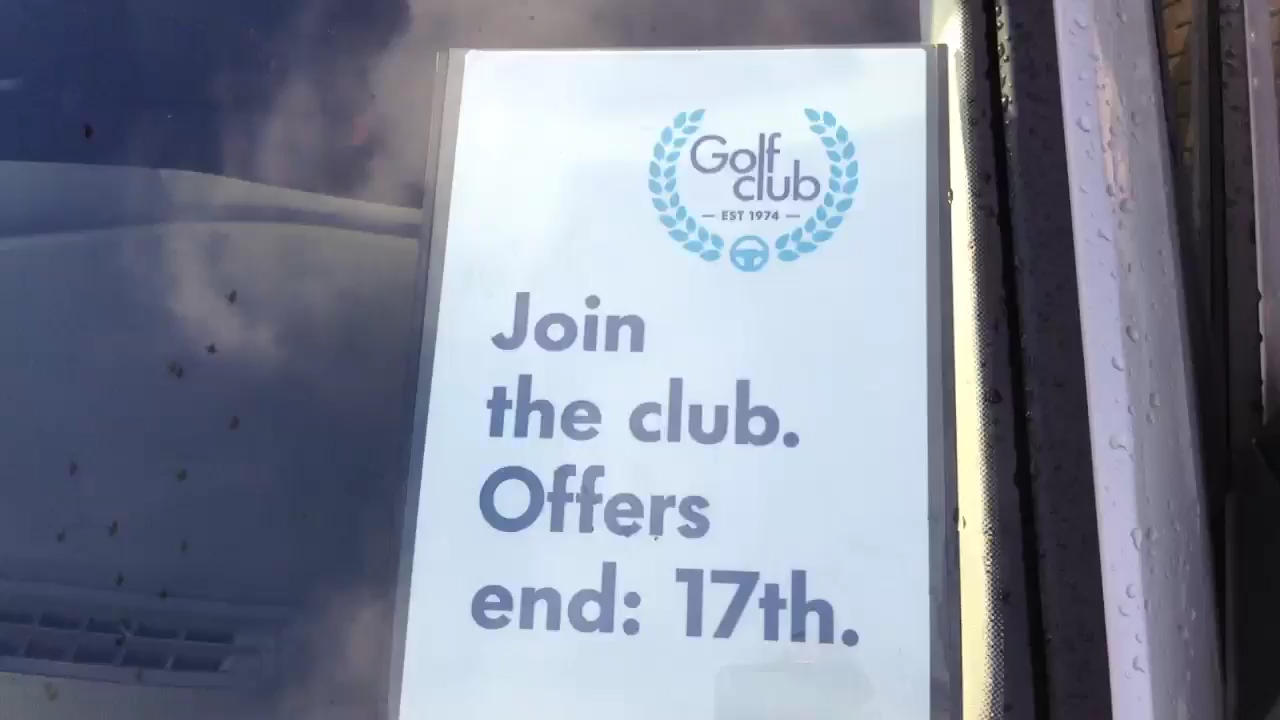 Golf
club
EST 1974
Join
the club.
Offers
end: 17th.